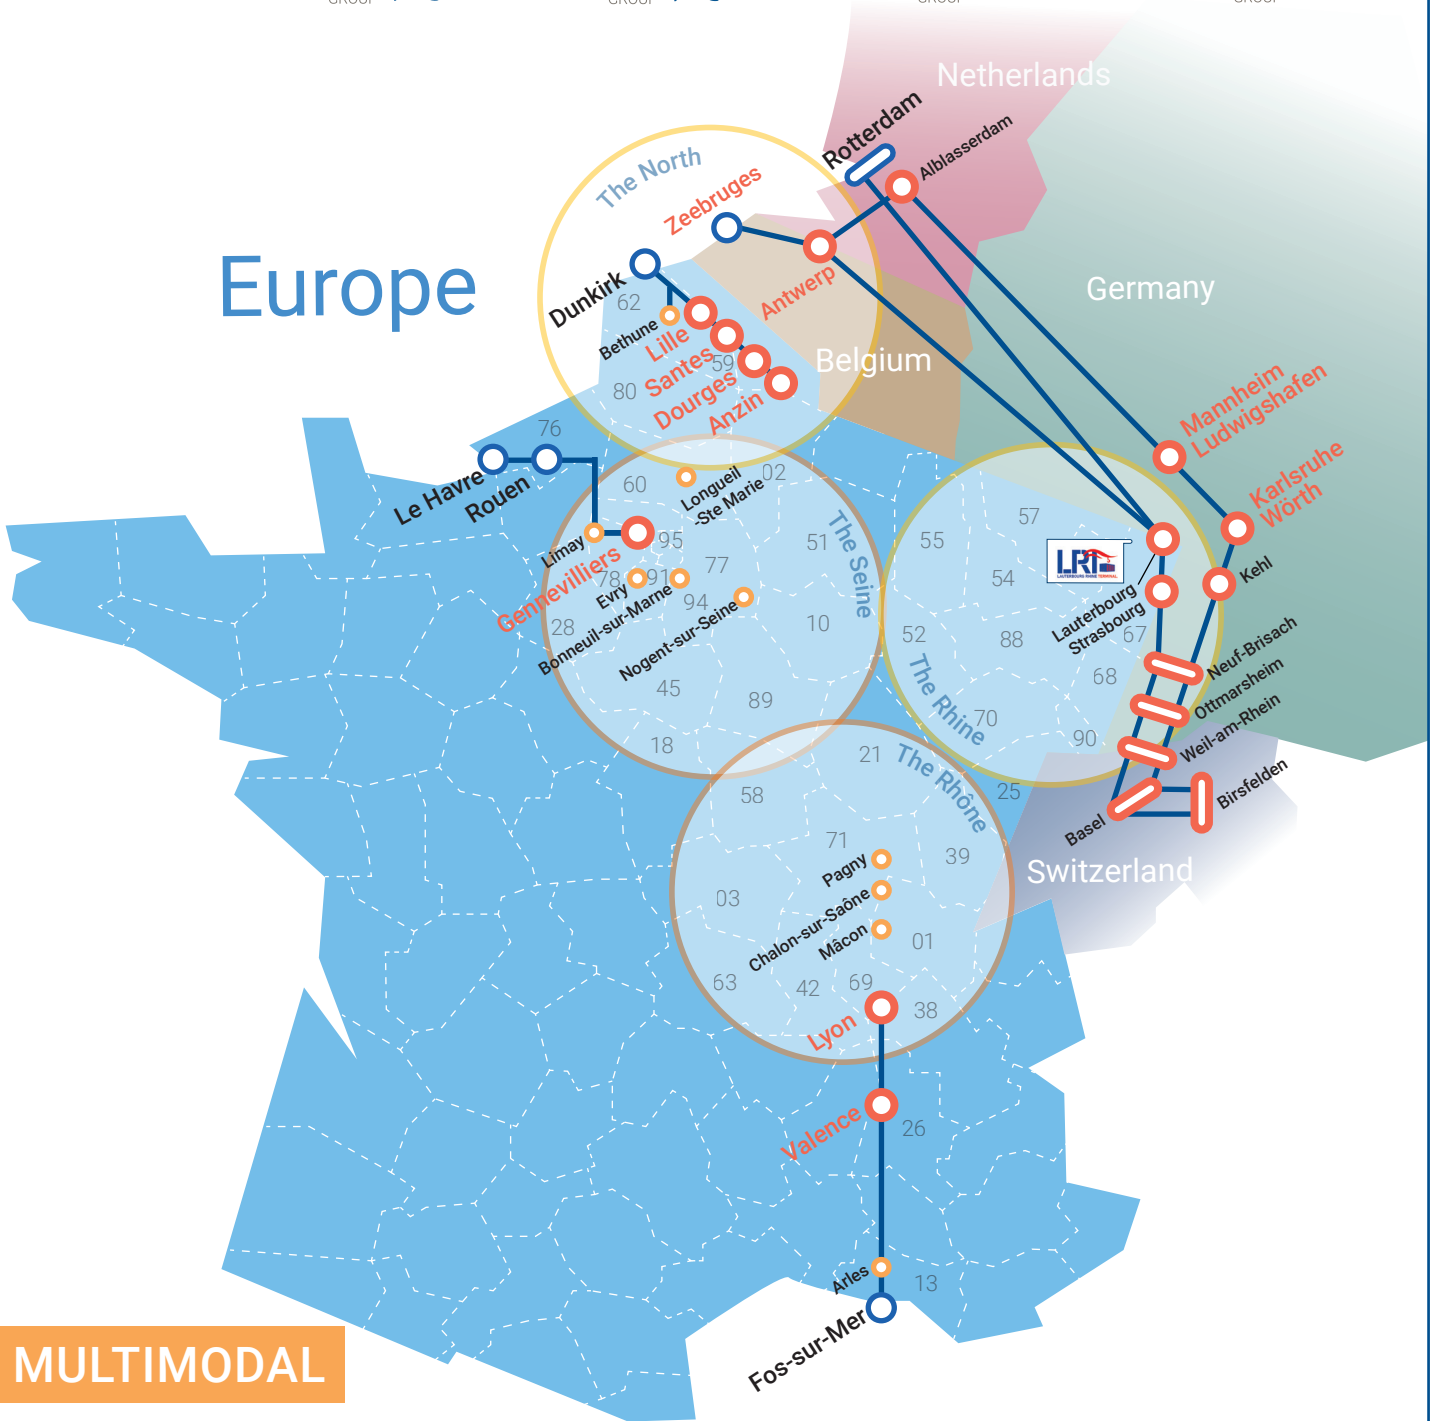 Netherlands
Rotterdam
Alblasserdam
The North
Zeebruges
Europe
Dunkirk
62
Antwerp
Germany
Bethune
Lille
Santes
59
Dourges
Anzin
80
Belgium
Mannheim
Ludwigshafen
76
Le Havre
Rouen
60
Longueil
-Ste Marie
02
Karlsruhe
Wörth
Limay
Gennevilliers
95
78
Evry
91
77
94
Bonneuil-sur-Marne
Nogent-sur-Seine
51
The Seine
10
28
45
89
18
55
57
54
LRT
LAUTERBOURG RHINE TERMINAL
Lauterbourg
Strasbourg
Kehl
52
88
67
68
The Rhine
70
90
Neuf-Brisach
Ottmarsheim
Weil-am-Rhein
Birsfelden
Basel
25
Switzerland
21
The Rhône
58
71
39
Pagny
Chalon-sur-Saône
Mâcon
03
01
63
42
69
38
Lyon
Valence
26
Arles
13
Fos-sur-Mer
MULTIMODAL